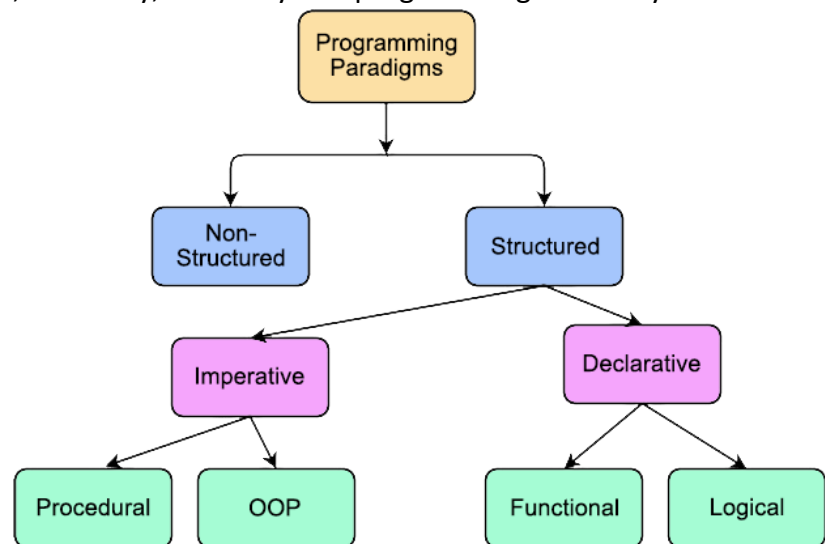 Programming
Paradigms
Non-
Structured
Structured
Imperative
Declarative
Procedural
OOP
Functional
Logical